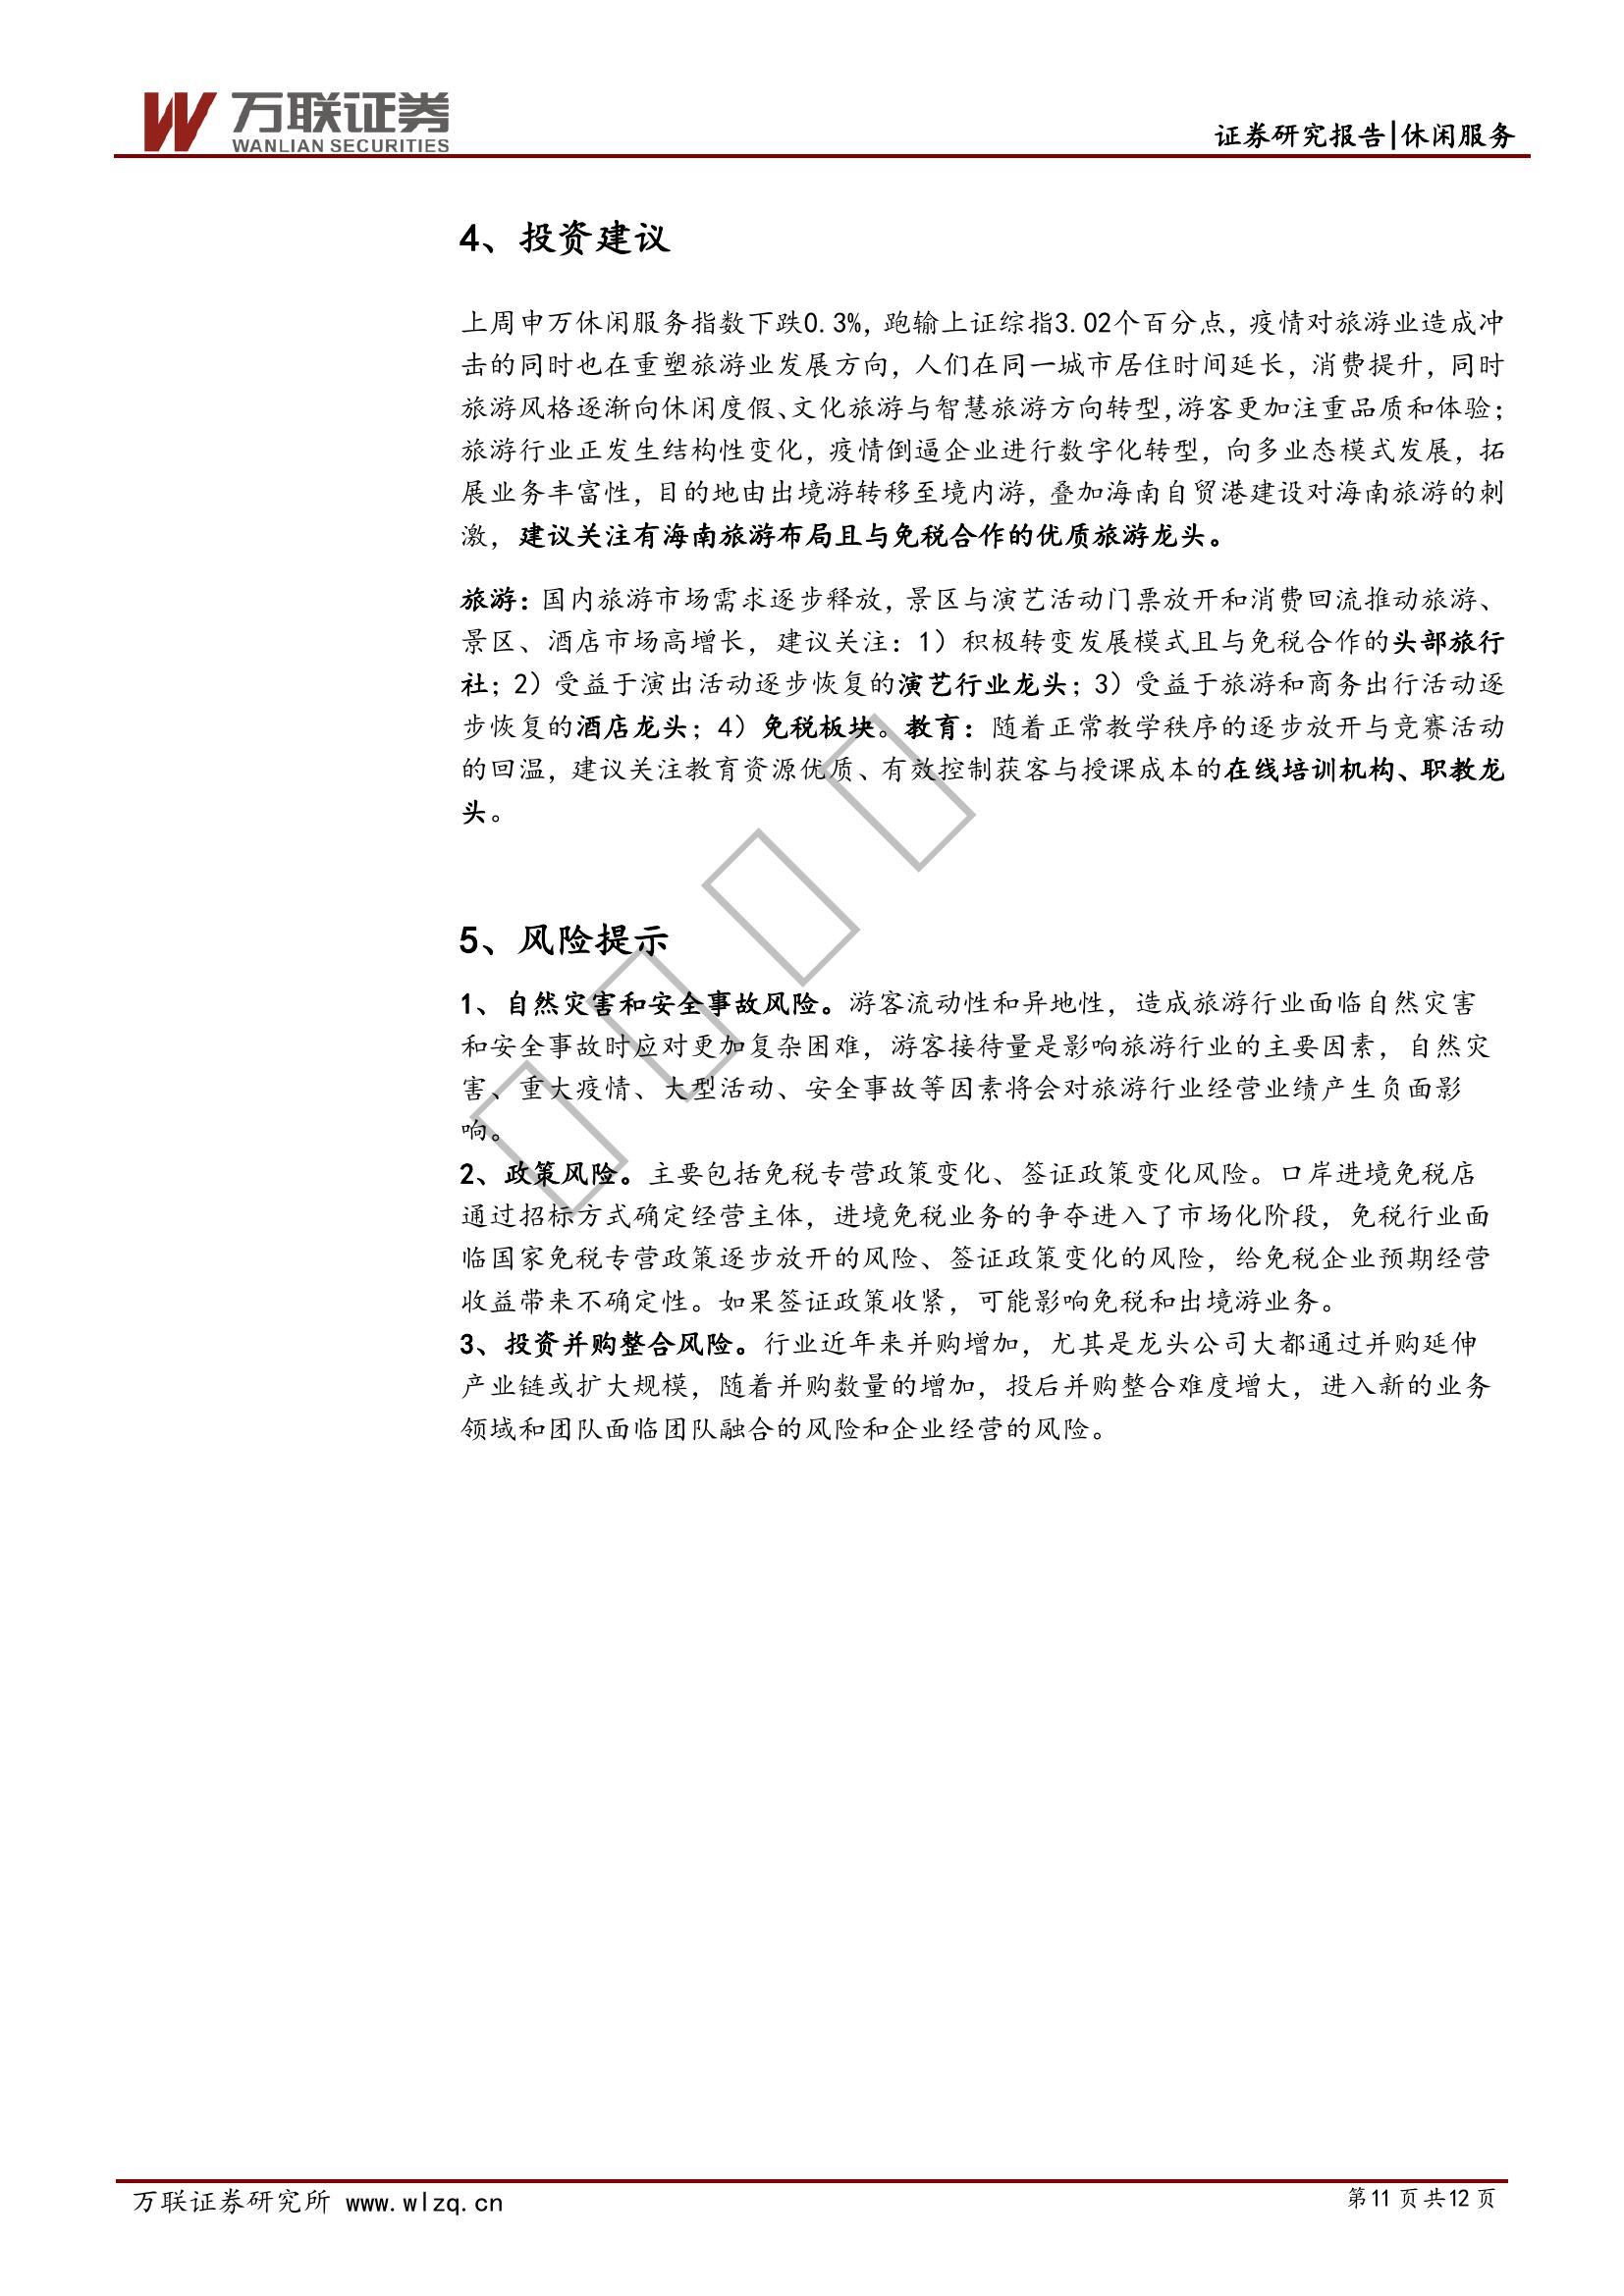 万联证券
WANLIAN SECURITIES
证券研究报告|休闲服务
4、投资建议
上周申万休闲服务指数下跌0.3%，跑输上证综指3.02个百分点，疫情对旅游业造成冲
击的同时也在重塑旅游业发展方向，人们在同一城市居住时间延长，消费提升，同时
旅游风格逐渐向休闲度假、文化旅游与智慧旅游方向转型，游客更加注重品质和体验；
旅游行业正发生结构性变化，疫情倒逼企业进行数字化转型，向多业态模式发展，拓
展业务丰富性，目的地由出境游转移至境内游，叠加海南自贸港建设对海南旅游的刺
激，建议关注有海南旅游布局且与免税合作的优质旅游龙头。
旅游：国内旅游市场需求逐步释放，景区与演艺活动门票放开和消费回流推动旅游、
景区、酒店市场高增长，建议关注：1）积极转变发展模式且与免税合作的头部旅行
社；2）受益于演出活动逐步恢复的演艺行业龙头；3）受益于旅游和商务出行活动逐
步恢复的酒店龙头；4）免税板块。教育：随着正常教学秩序的逐步放开与竞赛活动
的回温，建议关注教育资源优质、有效控制获客与授课成本的在线培训机构、职教龙
头。
5、风险提示
1、自然灾害和安全事故风险。游客流动性和异地性，造成旅游行业面临自然灾害
和安全事故时应对更加复杂困难，游客接待量是影响旅游行业的主要因素，自然灾
害、重大疫情、大型活动、安全事故等因素将会对旅游行业经营业绩产生负面影
响。
2、政策风险。主要包括免税专营政策变化、签证政策变化风险。口岸进境免税店
通过招标方式确定经营主体，进境免税业务的争夺进入了市场化阶段，免税行业面
临国家免税专营政策逐步放开的风险、签证政策变化的风险，给免税企业预期经营
收益带来不确定性。如果签证政策收紧，可能影响免税和出境游业务。
3、投资并购整合风险。行业近年来并购增加，尤其是龙头公司大都通过并购延伸
产业链或扩大规模，随着并购数量的增加，投后并购整合难度增大，进入新的业务
领域和团队面临团队融合的风险和企业经营的风险。
万联证券研究所 www.wlzq.cn
第11 页 共12 页